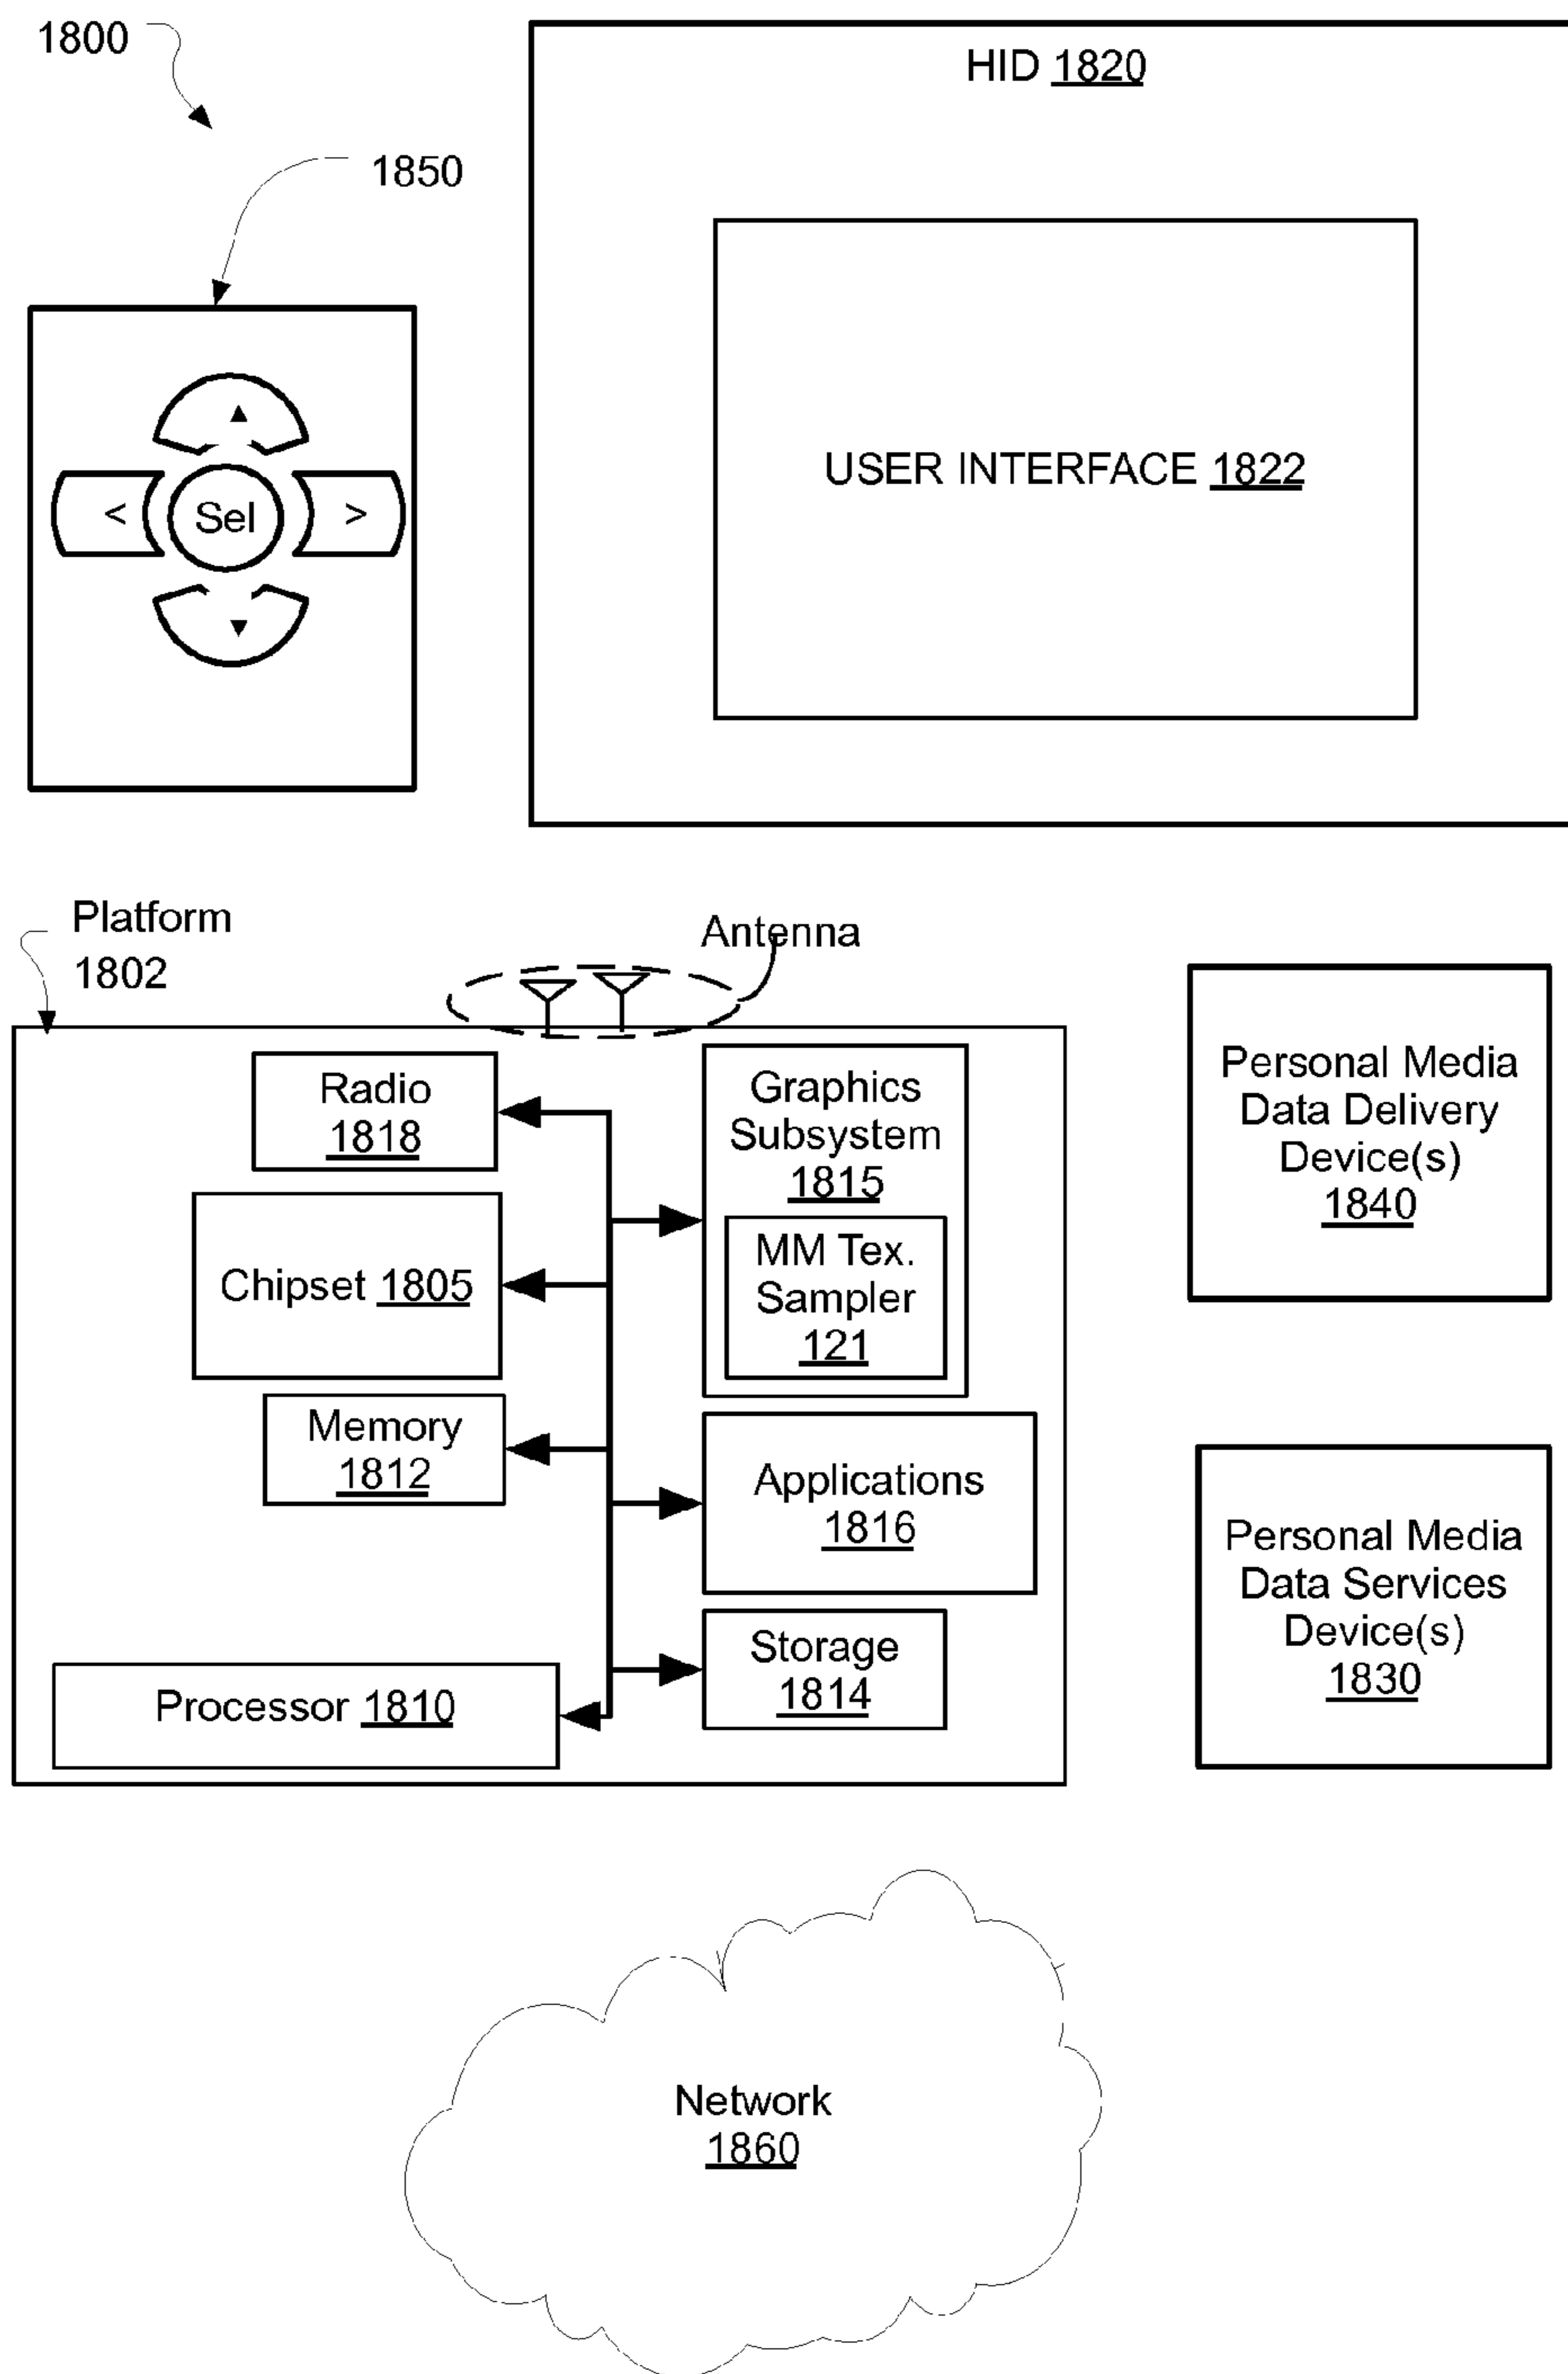 1800
HID 1820
1850
USER INTERFACE 1822
<
Sel
>
Platform
1802
Antenna
Radio
1818
Graphics
Subsystem
1815
MM Tex.
Sampler
121
Chipset 1805
Memory
1812
Applications
1816
Storage
1814
Processor 1810
Personal Media
Data Delivery
Device(s)
1840
Personal Media
Data Services
Device(s)
1830
Network
1860